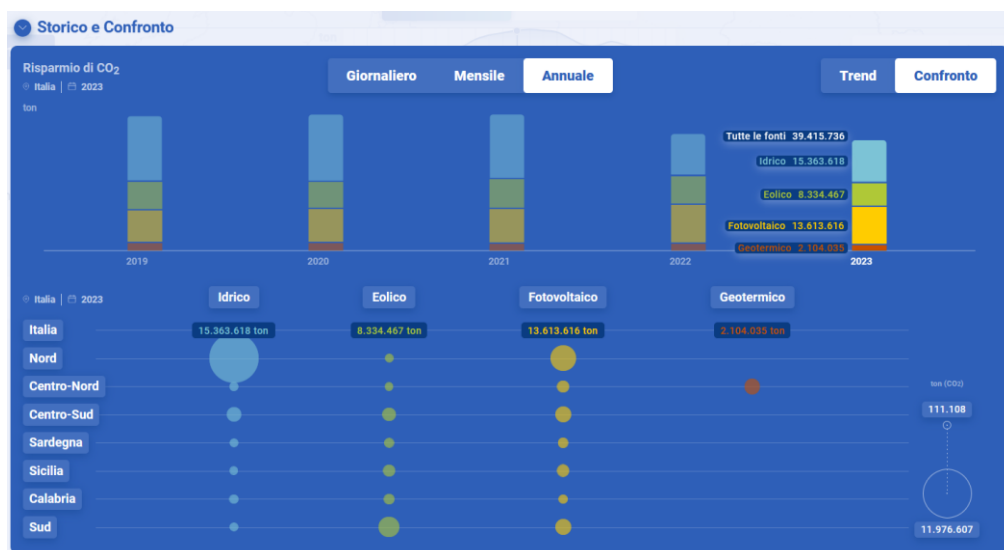 Storico e Confronto
Risparmio di CO2
Italia | 2023
Giornaliero Mensile Annuale
Trend Confronto
ton
Tutte le fonti 39.415.736
Idrico 15.363.618
Eolico 8.334.467
Fotovoltaico 13.613.616
Geotermico 2.104.035
2019 2020 2021 2022 2023
Italia | 2023
Idrico Eolico Fotovoltaico Geotermico
Italia 15.363.618 ton 8.334.467 ton 13.613.616 ton 2.104.035 ton
Nord
Centro-Nord
ton (CO2)
Centro-Sud
111.108
Sardegna
Sicilia
Calabria
Sud
11.976.607